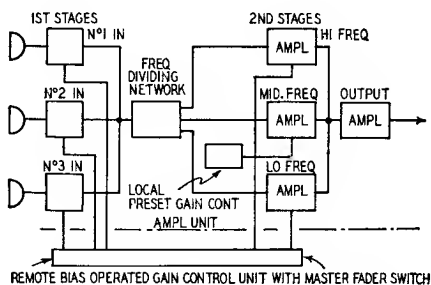 1ST STAGES
2ND STAGES
Nº1 IN
AMPL
HI FREQ
FREQ
DIVIDING
NETWORK
Nº2 IN
MID. FREQ
AMPL
OUTPUT
AMPL
Nº3 IN
LO FREQ
AMPL
LOCAL
PRESET GAIN CONT
AMPL UNIT
REMOTE BIAS OPERATED GAIN CONTROL UNIT WITH MASTER FADER SWITCH